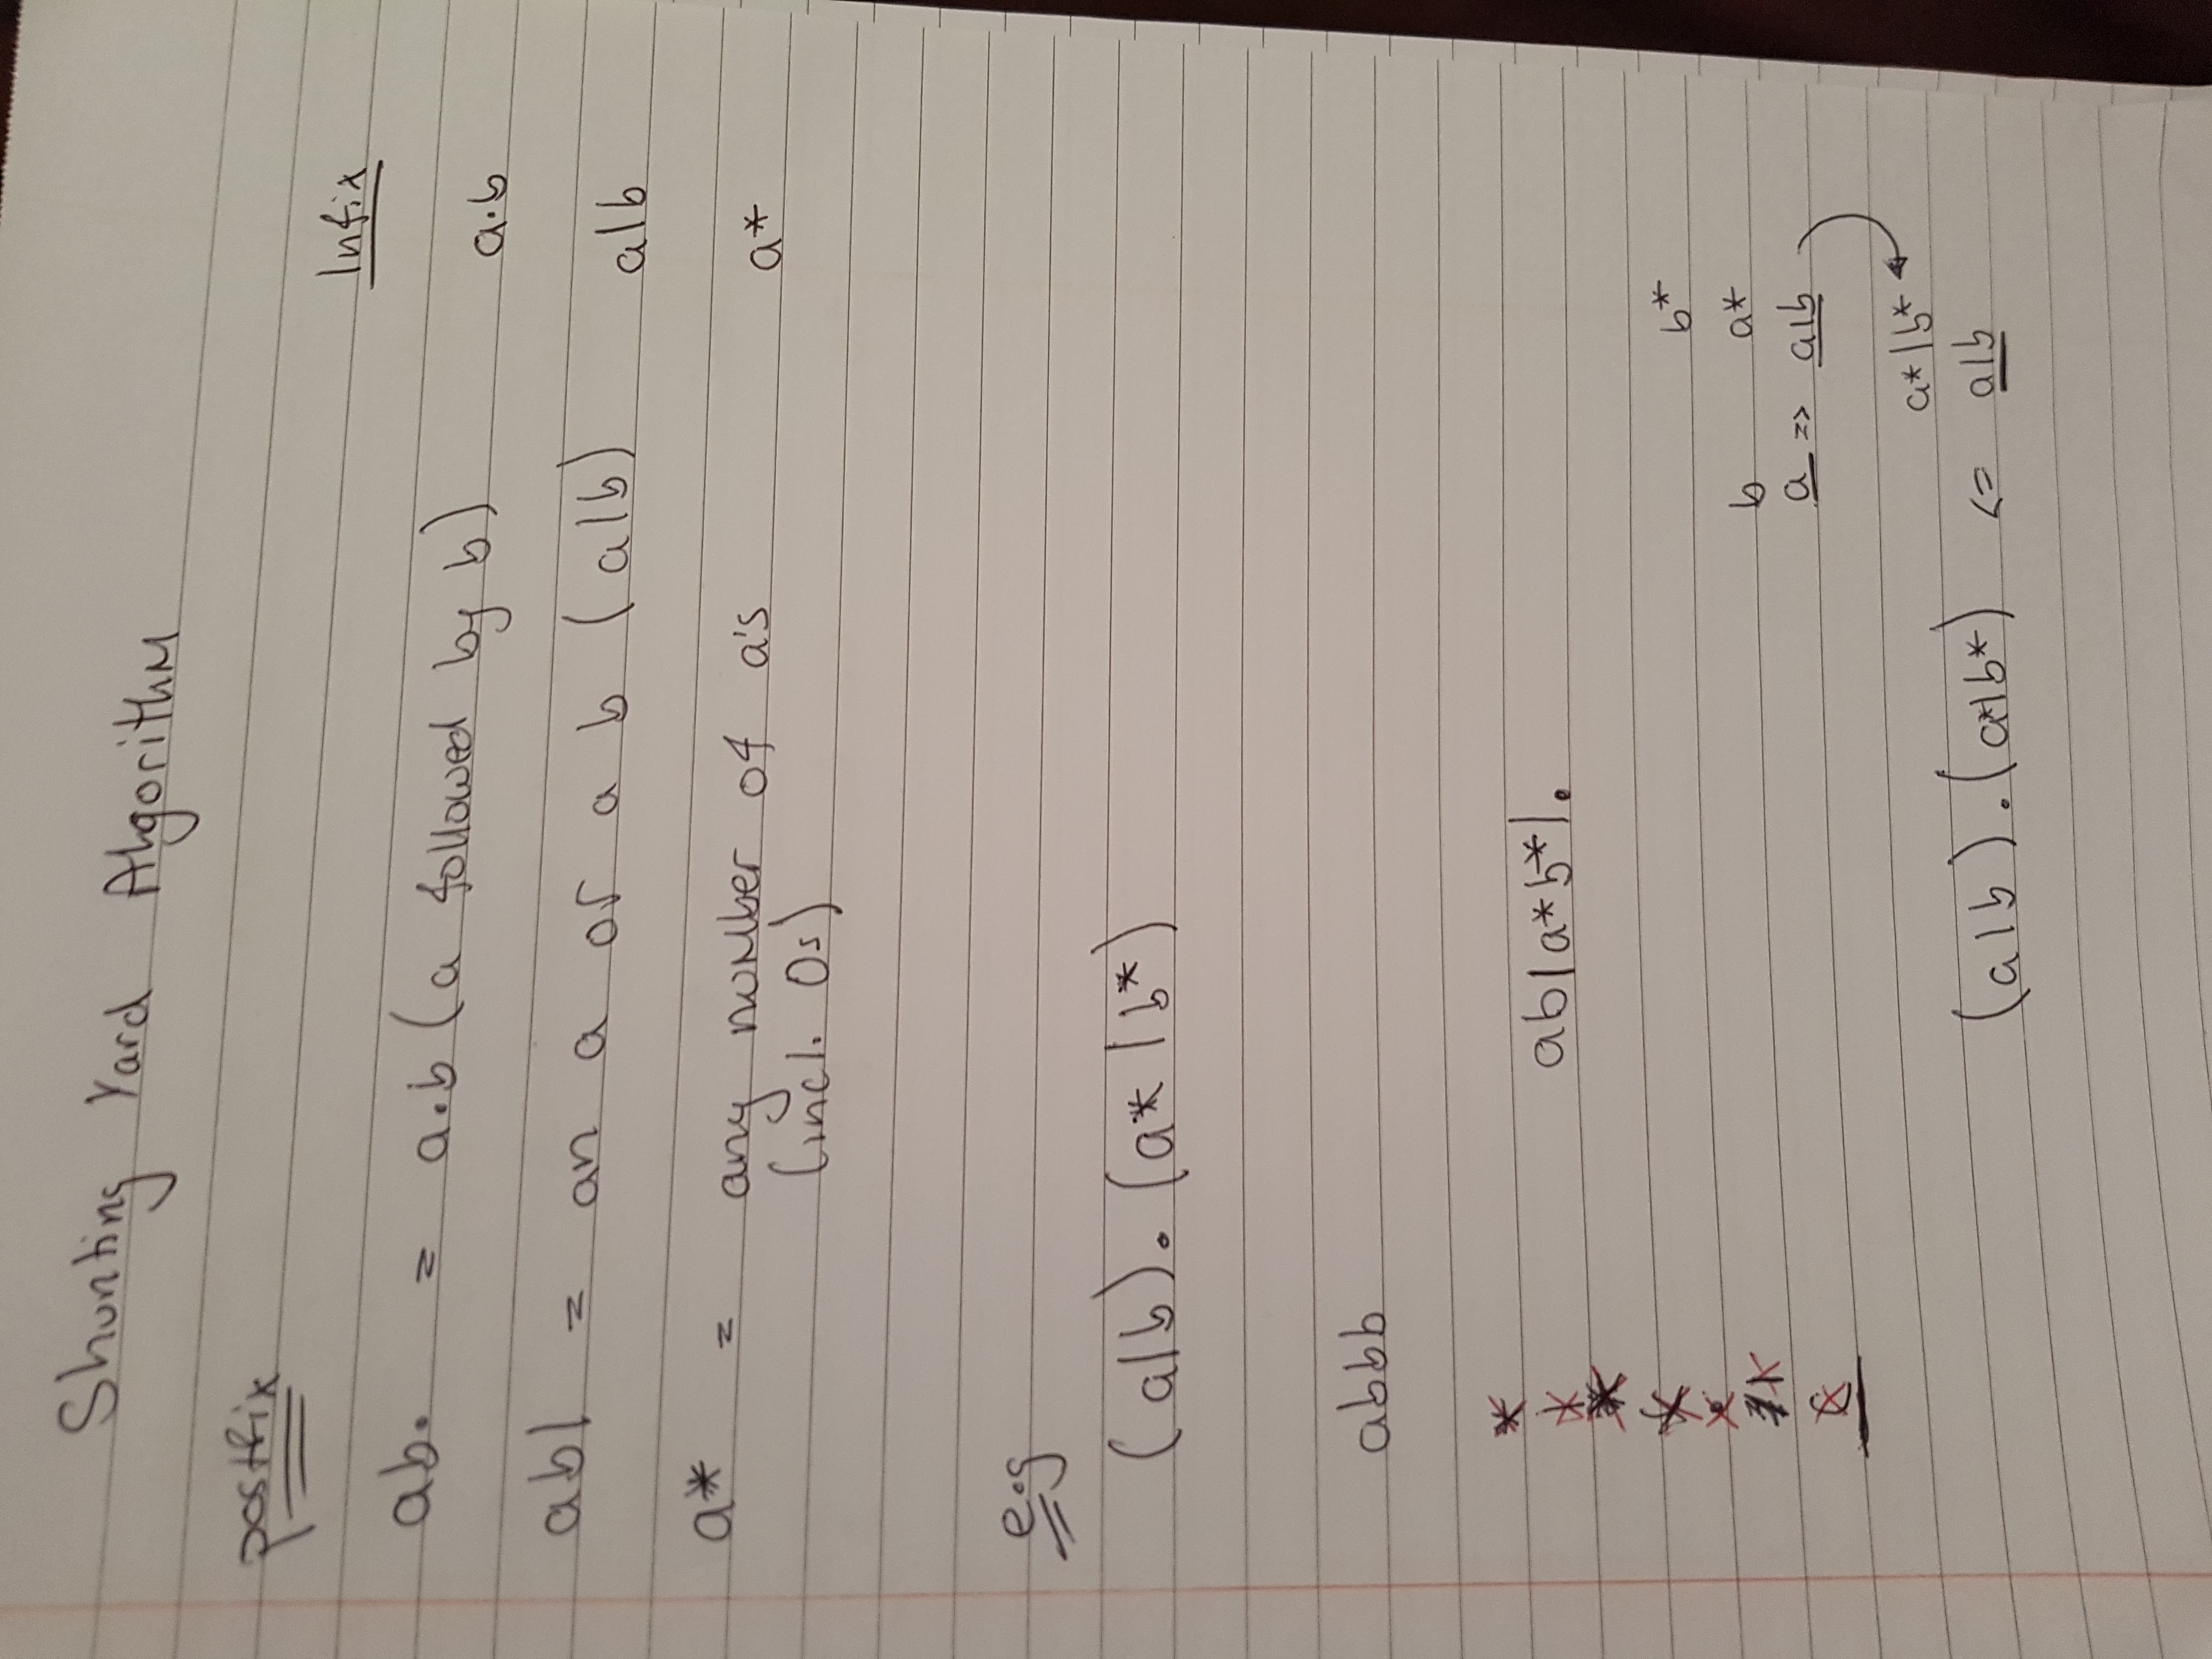 Shunting Yard Algorithm
postfix
Infix
ab. = a.b (a followed by b) a.b
ab| = an a or a b (a|b) a|b
a* = any number of a's a*
(incl. 0s)
e.g
(a|b).(a*|b*)
abbb
*
ab|a*b*|.
b*
b a*
a => a|b
a*|b*
(a|b).(a*|b*) <= a|b